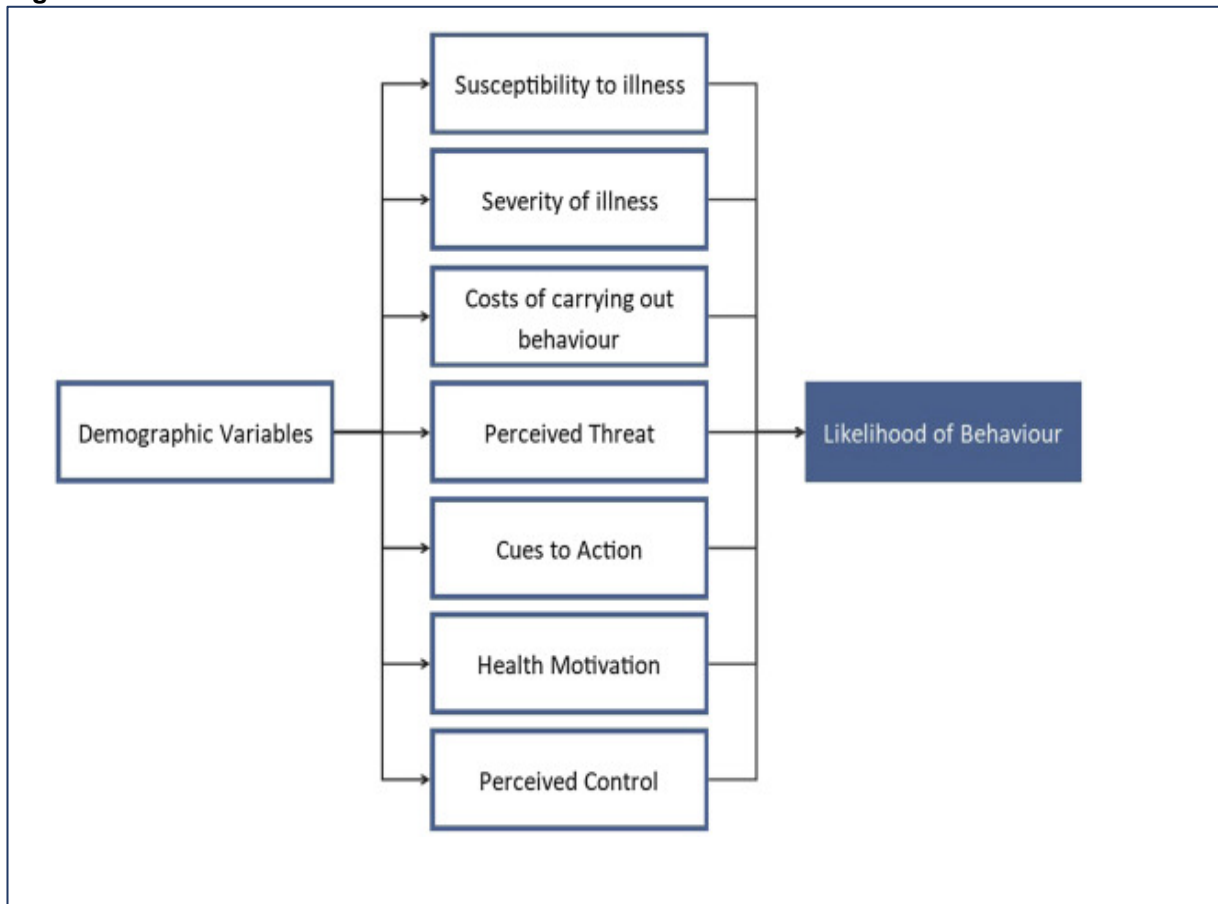 Susceptibility to illness
Severity of illness
Costs of carrying out
behaviour
Demographic Variables
Perceived Threat
Likelihood of Behaviour
Cues to Action
Health Motivation
Perceived Control